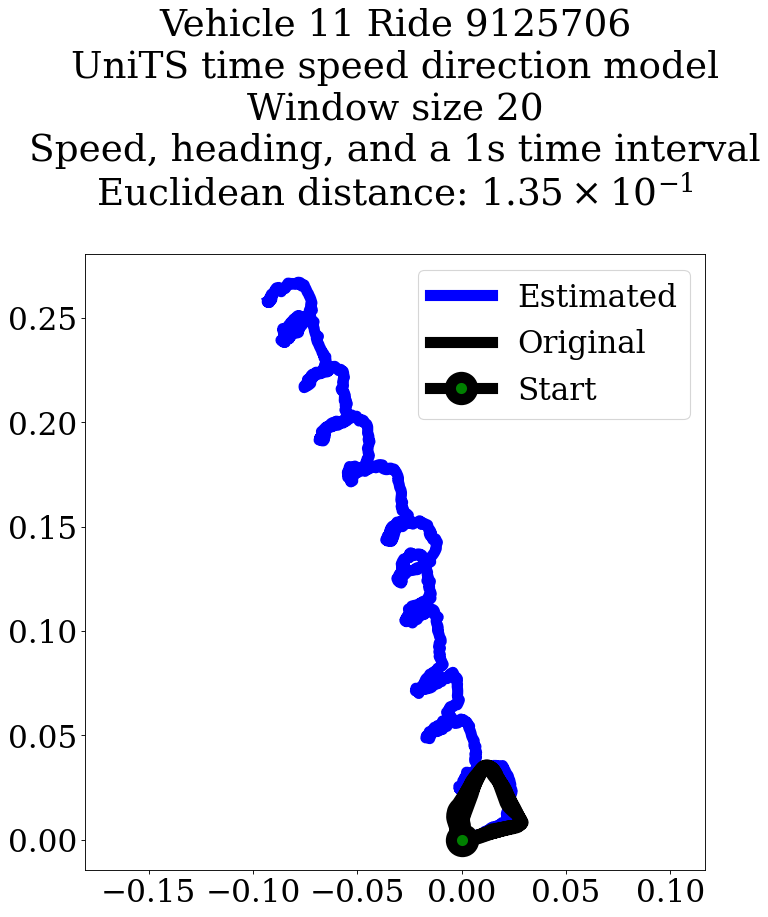 Vehicle 11 Ride 9125706
UniTS time speed direction model
Window size 20
Speed, heading, and a 1s time interval
Euclidean distance: 1.35 × 10⁻¹
Estimated
Original
Start
0.25
0.20
0.15
0.10
0.05
0.00
−0.15 −0.10 −0.05 0.00 0.05 0.10